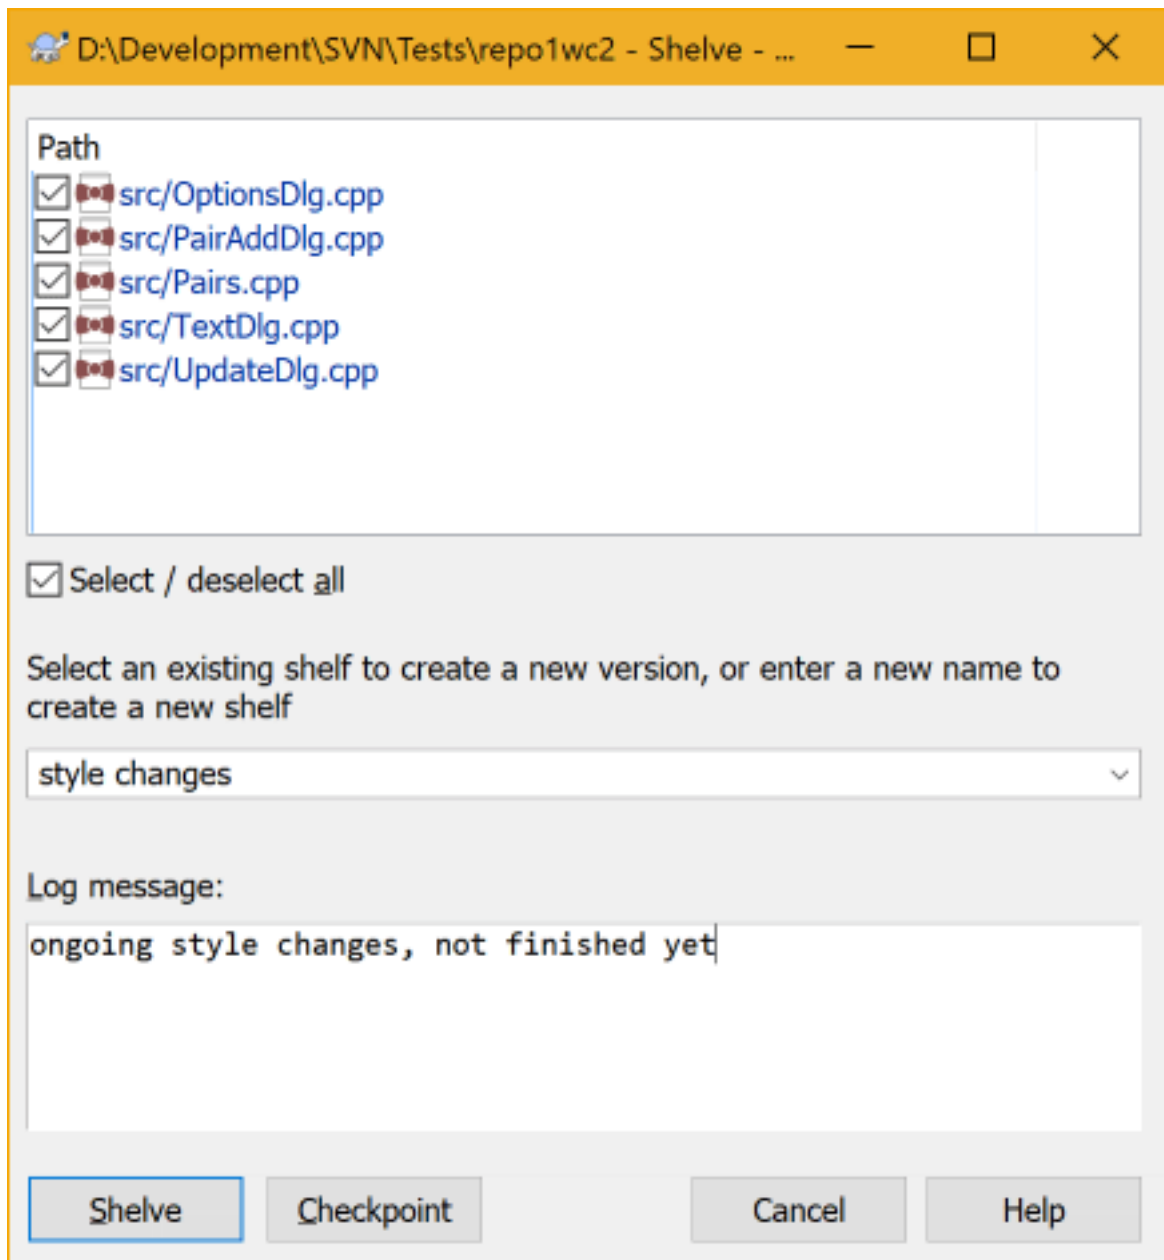 D:\Development\SVN\Tests\repo1wc2 - Shelve - ...
Path
src/OptionsDlg.cpp
src/PairAddDlg.cpp
src/Pairs.cpp
src/TextDlg.cpp
src/UpdateDlg.cpp
Select / deselect all
Select an existing shelf to create a new version, or enter a new name to
create a new shelf
style changes
Log message:
ongoing style changes, not finished yet
Shelve Checkpoint Cancel Help